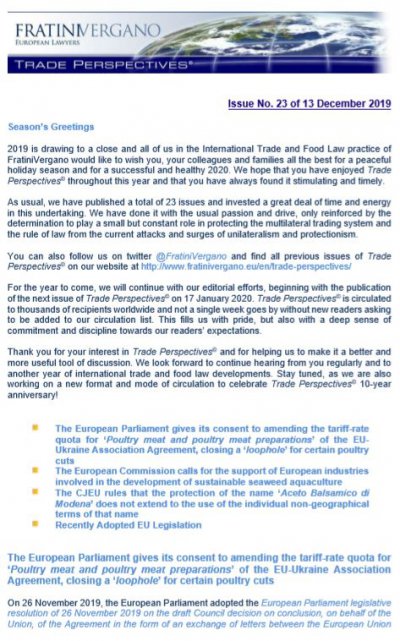 FRATINIVERGANO
EUROPEAN LAWYERS
TRADE PERSPECTIVES®
Issue No. 23 of 13 December 2019
Season's Greetings
2019 is drawing to a close and all of us in the International Trade and Food Law practice of
FratiniVergano would like to wish you, your colleagues and families all the best for a peaceful
holiday season and for a successful and healthy 2020. We hope that you have enjoyed Trade
Perspectives© throughout this year and that you have always found it stimulating and timely.
As usual, we have published a total of 23 issues and invested a great deal of time and energy
in this undertaking. We have done it with the usual passion and drive, only reinforced by the
determination to play a small but constant role in protecting the multilateral trading system and
the rule of law from the current attacks and surges of unilateralism and protectionism.
You can also follow us on twitter @FratiniVergano and find all previous issues of Trade
Perspectives© on our website at http://www.fratinivergano.eu/en/trade-perspectives/
For the year to come, we will continue with our editorial efforts, beginning with the publication
of the next issue of Trade Perspectives© on 17 January 2020. Trade Perspectives© is circulated
to thousands of recipients worldwide and not a single week goes by without new readers asking
to be added to our circulation list. This fills us with pride, but also with a deep sense of
commitment and discipline towards our readers' expectations.
Thank you for your interest in Trade Perspectives© and for helping us to make it a better and
more useful tool of discussion. We look forward to continue hearing from you regularly and to
another year of international trade and food law developments. Stay tuned, as we are also
working on a new format and mode of circulation to celebrate Trade Perspectives© 10-year
anniversary!
The European Parliament gives its consent to amending the tariff-rate
quota for 'Poultry meat and poultry meat preparations' of the EU-
Ukraine Association Agreement, closing a 'loophole' for certain poultry
cuts
The European Commission calls for the support of European industries
involved in the development of sustainable seaweed aquaculture
The CJEU rules that the protection of the name 'Aceto Balsamico di
Modena' does not extend to the use of the individual non-geographical
terms of that name
Recently Adopted EU Legislation
The European Parliament gives its consent to amending the tariff-rate quota for
'Poultry meat and poultry meat preparations' of the EU-Ukraine Association
Agreement, closing a 'loophole' for certain poultry cuts
On 26 November 2019, the European Parliament adopted the European Parliament legislative
resolution of 26 November 2019 on the draft Council decision on conclusion, on behalf of the
Union, of the Agreement in the form of an exchange of letters between the European Union